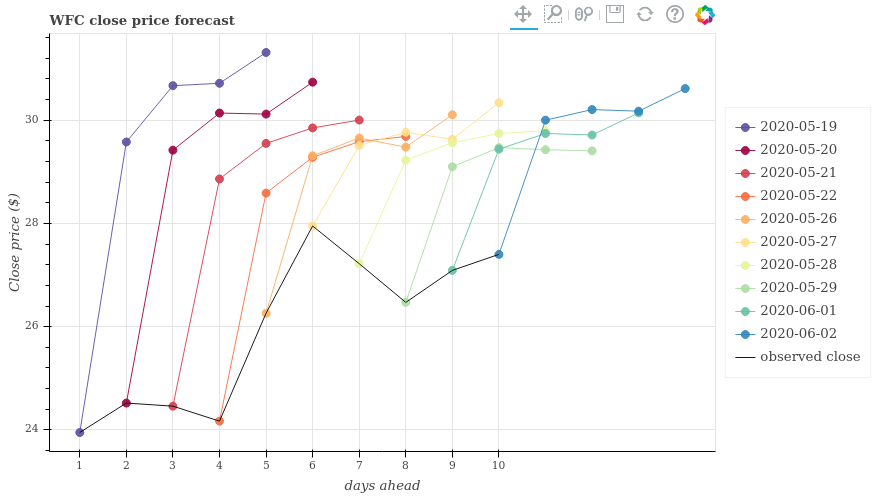 WFC close price forecast
Close price ($)
30
28
26
24
1 2 3 4 5 6 7 8 9 10
days ahead
2020-05-19
2020-05-20
2020-05-21
2020-05-22
2020-05-26
2020-05-27
2020-05-28
2020-05-29
2020-06-01
2020-06-02
observed close